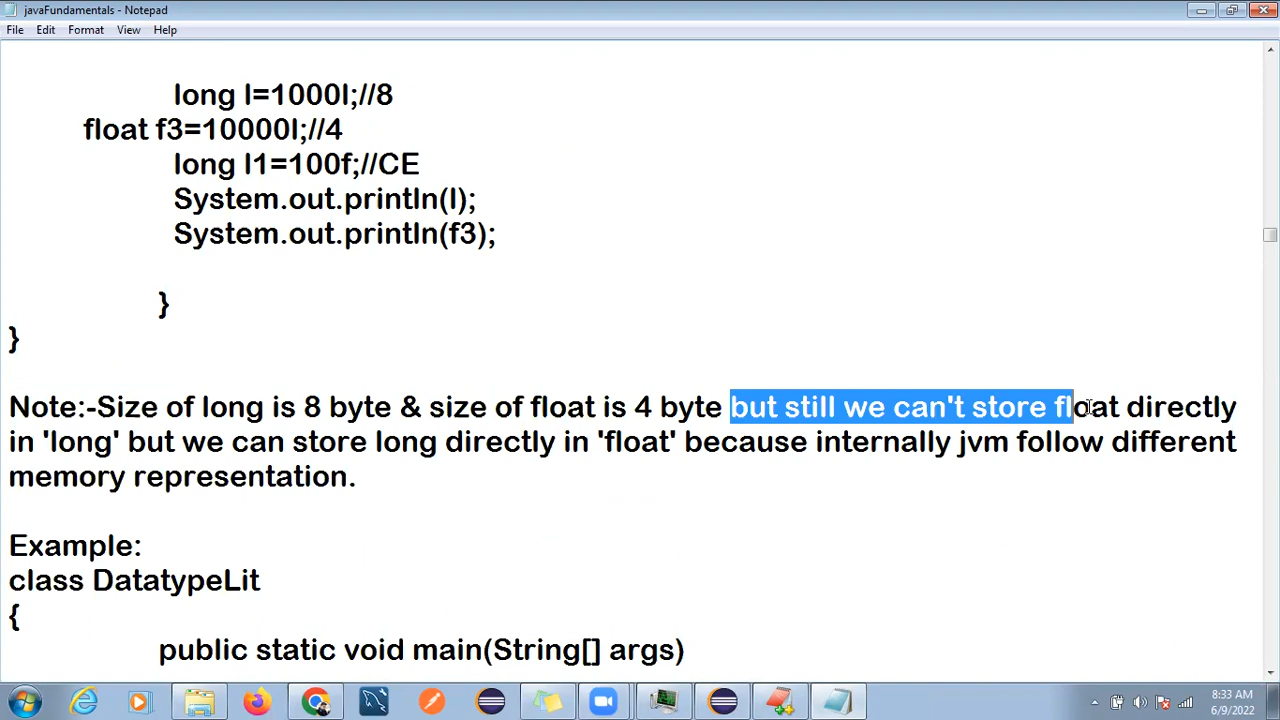 javaFundamentals - Notepad
File Edit Format View Help
long l=1000l;//8
float f3=10000l;//4
long l1=100f;//CE
System.out.println(l);
System.out.println(f3);
}
}
Note:-Size of long is 8 byte & size of float is 4 byte but still we can't store float directly
in 'long' but we can store long directly in 'float' because internally jvm follow different
memory representation.
Example:
class DatatypeLit
{
public static void main(String[] args)
8:33 AM
6/9/2022